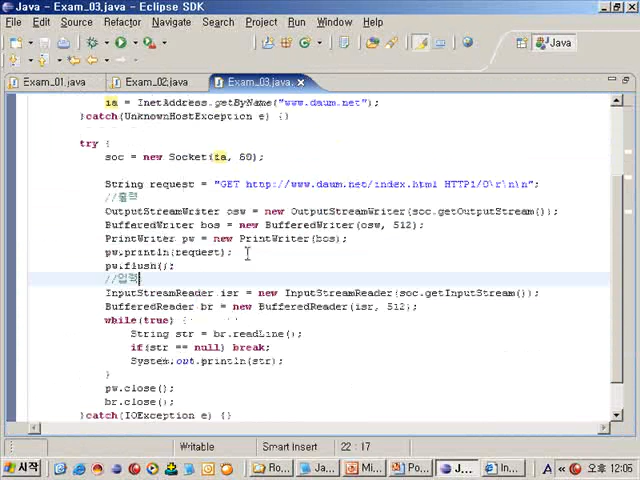 Java - Exam_03.java - Eclipse SDK
File Edit Source Refactor Navigate Search Project Run Window Help
Java
Exam_01.java Exam_02.java Exam_03.java
ia = InetAddress.getByName("www.daum.net");
}catch(UnknownHostException e) {}
try {
soc = new Socket(ia, 80);
String request = "GET http://www.daum.net/index.html HTTP1/0\r\n\n";
//출력
OutputStreamWriter osw = new OutputStreamWriter(soc.getOutputStream());
BufferedWriter bos = new BufferedWriter(osw, 512);
PrintWriter pw = new PrintWriter(bos);
pw.println(request);
pw.flush();
//입력
InputStreamReader isr = new InputStreamReader(soc.getInputStream());
BufferedReader br = new BufferedReader(isr, 512);
while(true) {
String str = br.readLine();
if(str == null) break;
System.out.println(str);
}
pw.close();
br.close();
}catch(IOException e) {}
Writable Smart Insert 22 : 17
시작 Ro... Ja... Mi... Po... J... In... A 오후 12:06